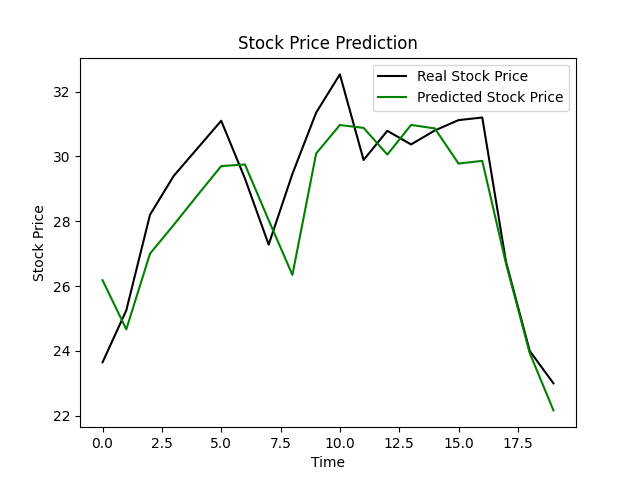 Stock Price Prediction
Real Stock Price
Predicted Stock Price
32
30
28
26
24
22
Stock Price
0.0 2.5 5.0 7.5 10.0 12.5 15.0 17.5
Time